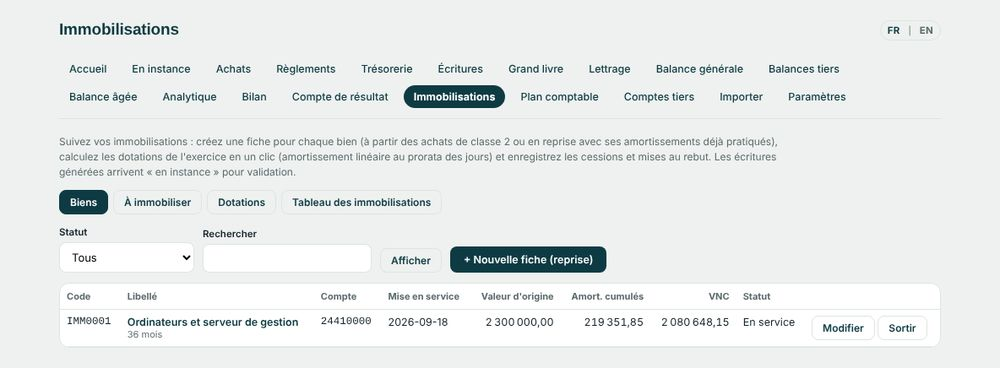 Immobilisations
FR | EN
Accueil En instance Achats Règlements Trésorerie Écritures Grand livre Lettrage Balance générale Balances tiers
Balance âgée Analytique Bilan Compte de résultat Immobilisations Plan comptable Comptes tiers Importer Paramètres
Suivez vos immobilisations : créez une fiche pour chaque bien (à partir des achats de classe 2 ou en reprise avec ses amortissements déjà pratiqués),
calculez les dotations de l'exercice en un clic (amortissement linéaire au prorata des jours) et enregistrez les cessions et mises au rebut. Les écritures
générées arrivent « en instance » pour validation.
Biens À immobiliser Dotations Tableau des immobilisations
Statut Rechercher
Tous Afficher + Nouvelle fiche (reprise)
Code Libellé Compte Mise en service Valeur d'origine Amort. cumulés VNC Statut
IMM0001 Ordinateurs et serveur de gestion 24410000 2026-09-18 2 300 000,00 219 351,85 2 080 648,15 En service Modifier Sortir
36 mois